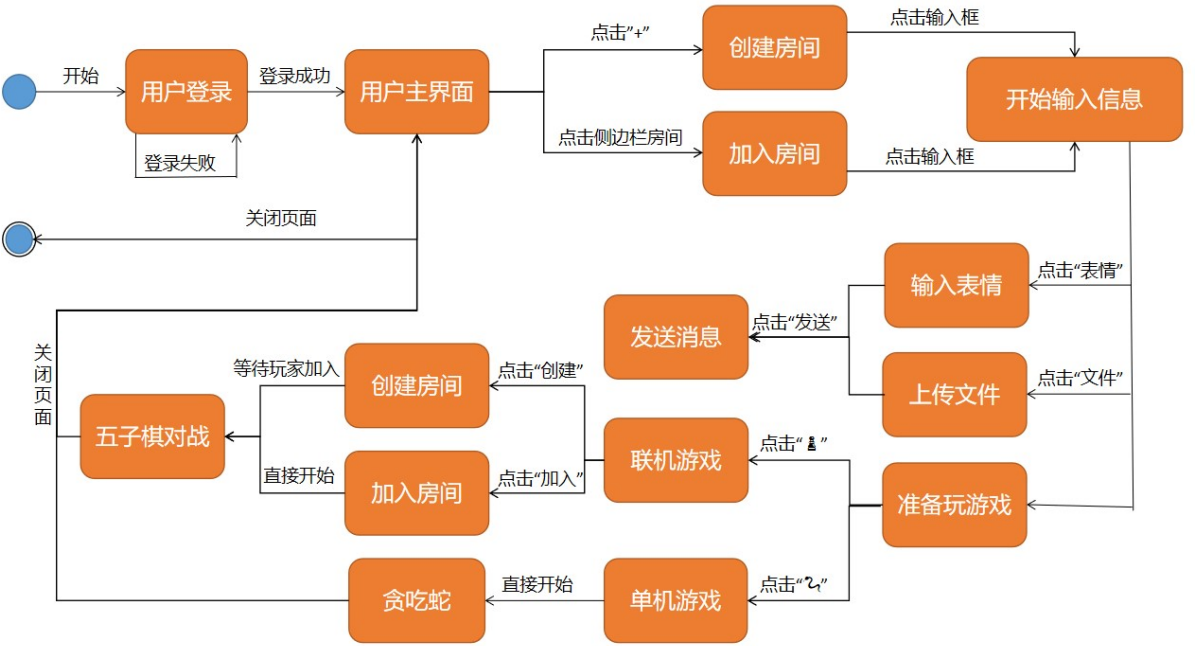 开始
用户登录
登录成功
用户主界面
登录失败
点击"+"
创建房间
点击输入框
开始输入信息
点击侧边栏房间
加入房间
点击输入框
关闭页面
输入表情
点击“表情”
发送消息
点击“发送”
上传文件
点击“文件”
关闭页面
等待玩家加入
创建房间
点击“创建”
五子棋对战
联机游戏
点击“♟”
直接开始
加入房间
点击“加入”
准备玩游戏
贪吃蛇
直接开始
单机游戏
点击“”